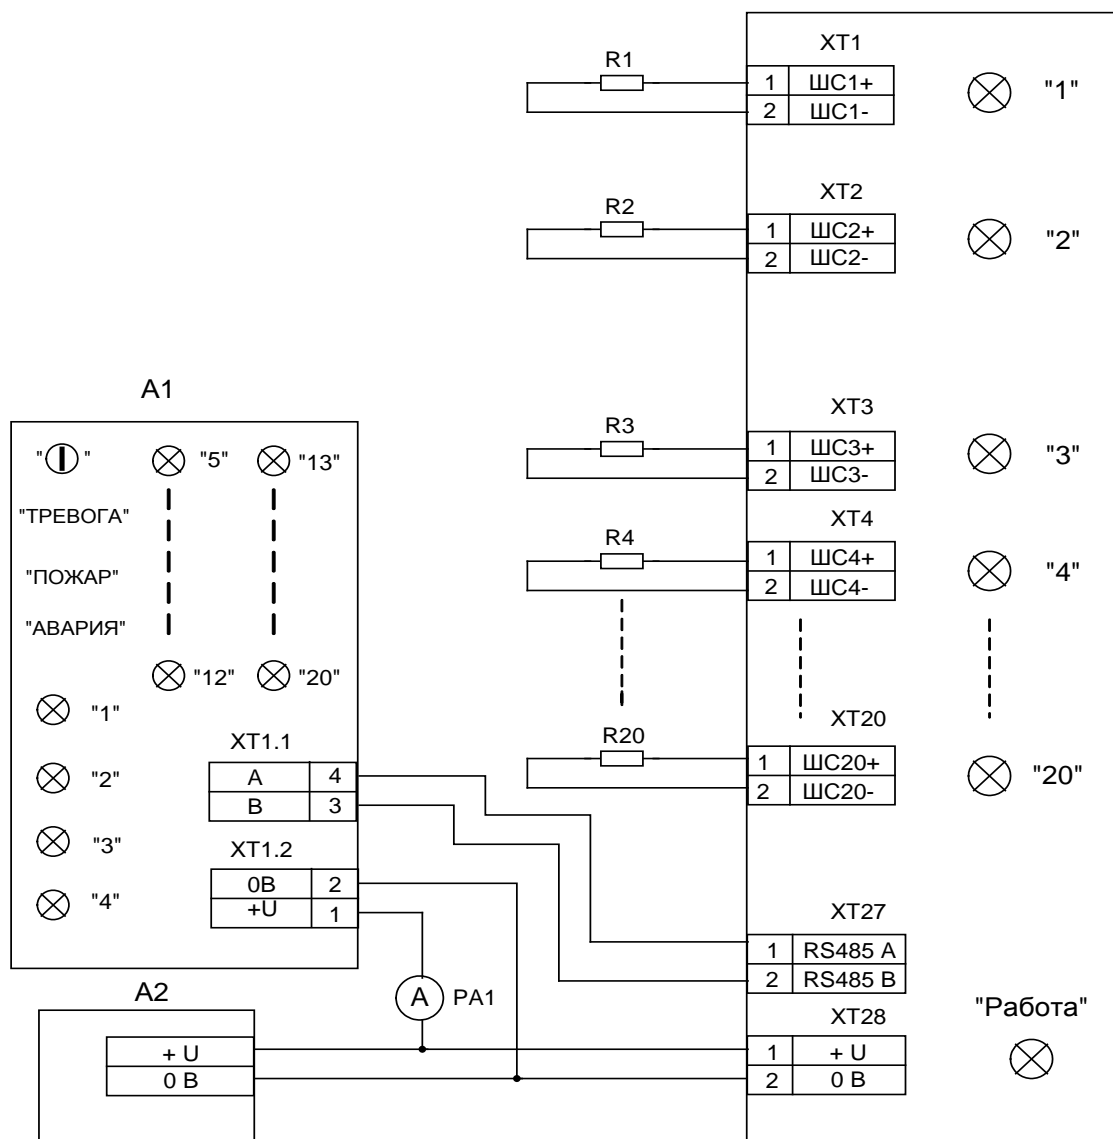 XT1
R1
1 ШС1+
2 ШС1-
"1"
XT2
R2
1 ШС2+
2 ШС2-
"2"
A1
XT3
R3
1 ШС3+
2 ШС3-
"3"
" "
"5"
"13"
"ТРЕВОГА"
"ПОЖАР"
"АВАРИЯ"
XT4
R4
1 ШС4+
2 ШС4-
"4"
"12"
"20"
"1"
"2"
"3"
"4"
XT1.1
A 4
B 3
XT1.2
0В 2
+U 1
XT20
R20
1 ШС20+
2 ШС20-
"20"
XT27
1 RS485 A
2 RS485 B
A PA1
A2
+ U
0 В
XT28
1 + U
2 0 В
"Работа"